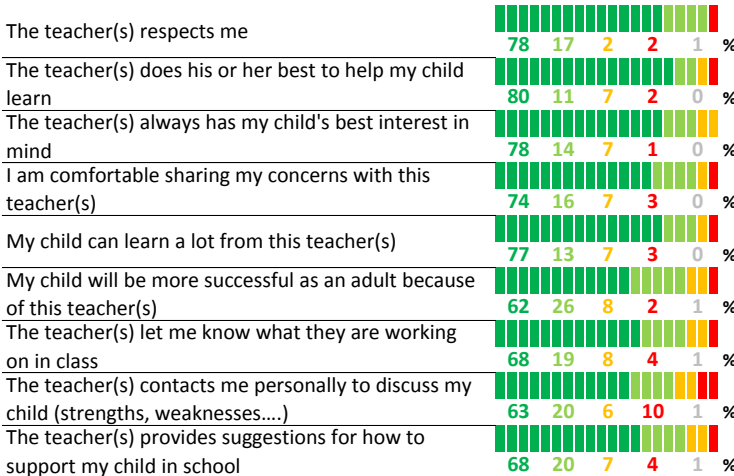 The teacher(s) respects me
78 17 2 2 1 %
The teacher(s) does his or her best to help my child
learn
80 11 7 2 0 %
The teacher(s) always has my child's best interest in
mind
78 14 7 1 0 %
I am comfortable sharing my concerns with this
teacher(s)
74 16 7 3 0 %
My child can learn a lot from this teacher(s)
77 13 7 3 0 %
My child will be more successful as an adult because
of this teacher(s)
62 26 8 2 1 %
The teacher(s) let me know what they are working
on in class
68 19 8 4 1 %
The teacher(s) contacts me personally to discuss my
child (strengths, weaknesses....)
63 20 6 10 1 %
The teacher(s) provides suggestions for how to
support my child in school
68 20 7 4 1 %